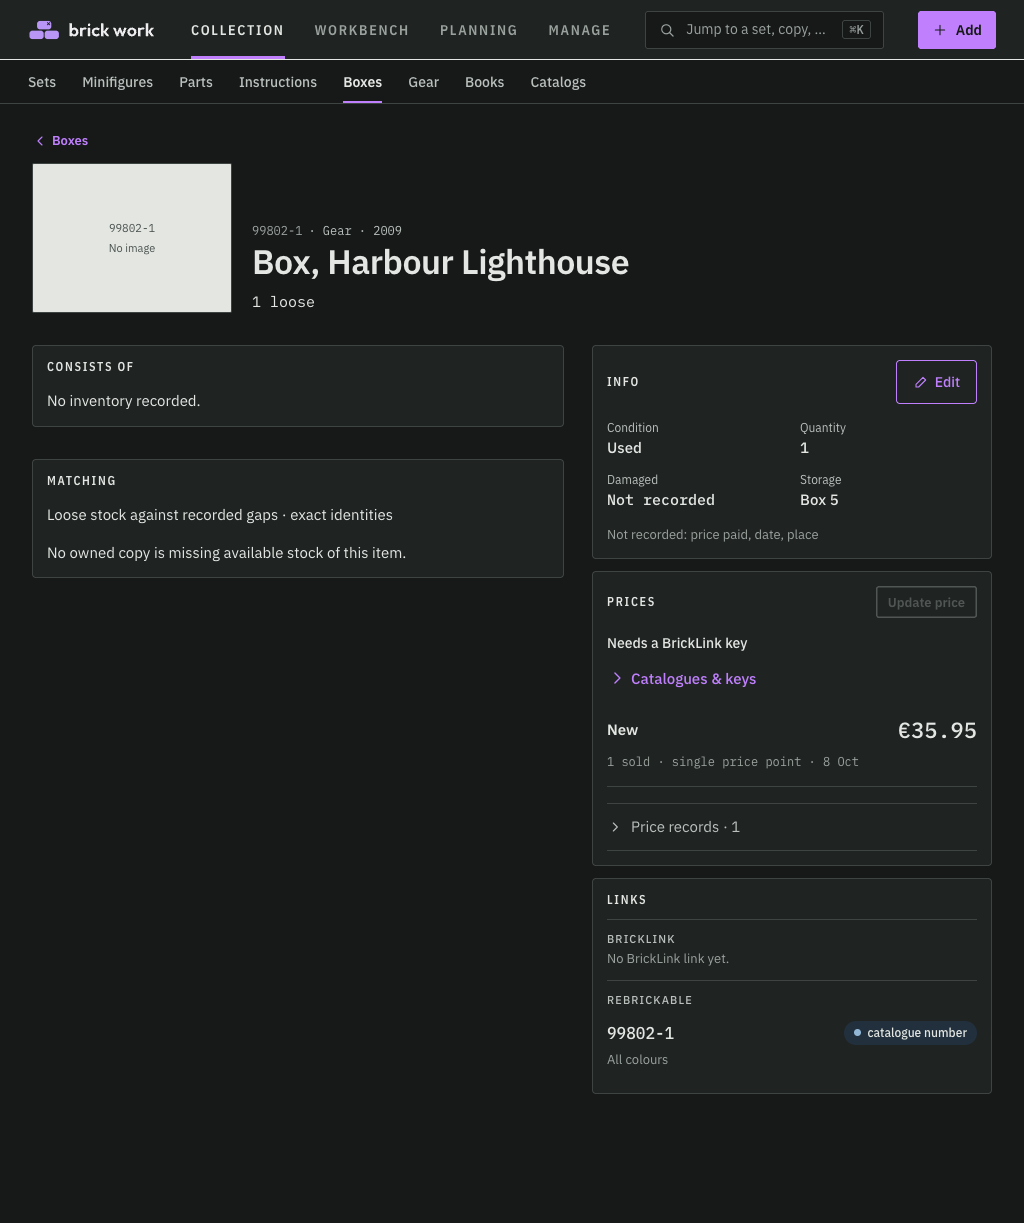 brick work
COLLECTION
WORKBENCH
PLANNING
MANAGE
Jump to a set, copy, ...
⌘K
+ Add
Sets
Minifigures
Parts
Instructions
Boxes
Gear
Books
Catalogs
Boxes
99802-1
No image
99802-1 · Gear · 2009
Box, Harbour Lighthouse
1 loose
CONSISTS OF
No inventory recorded.
MATCHING
Loose stock against recorded gaps · exact identities
No owned copy is missing available stock of this item.
INFO
Edit
Condition
Used
Quantity
1
Damaged
Not recorded
Storage
Box 5
Not recorded: price paid, date, place
PRICES
Update price
Needs a BrickLink key
Catalogues & keys
New
€35.95
1 sold · single price point · 8 Oct
Price records · 1
LINKS
BRICKLINK
No BrickLink link yet.
REBRICKABLE
99802-1
catalogue number
All colours